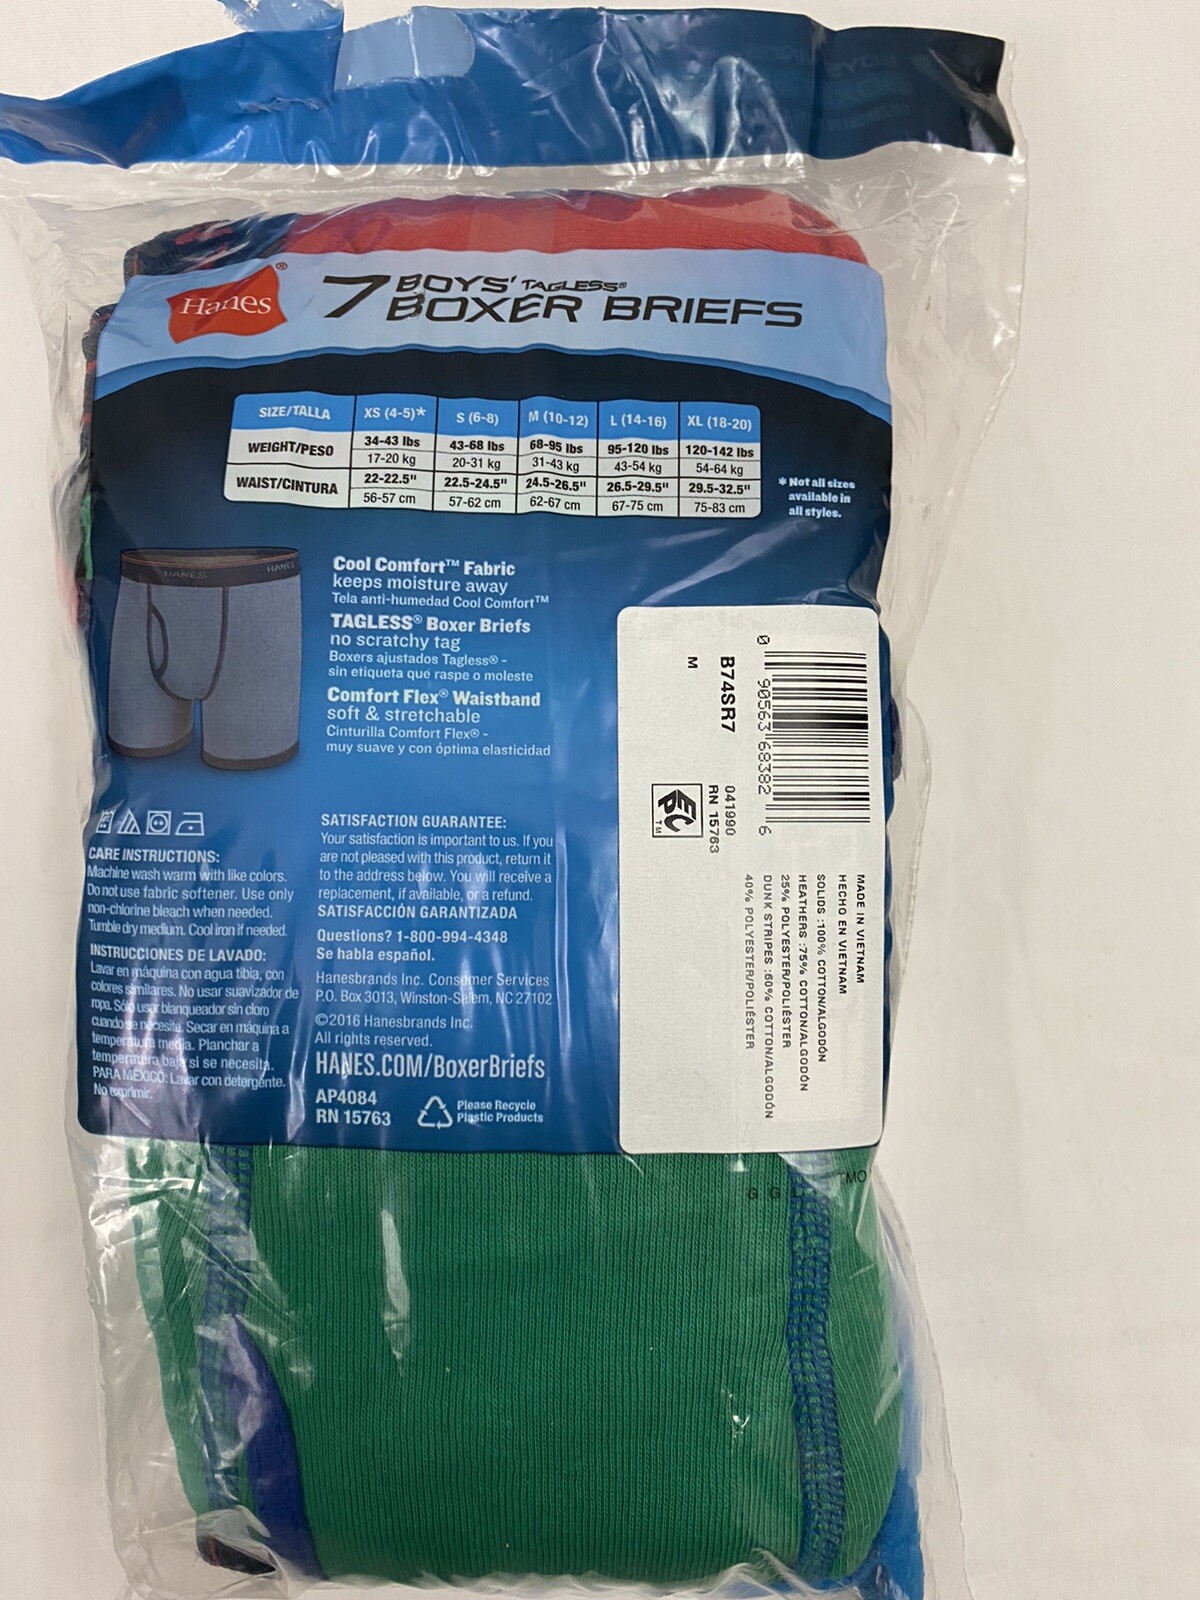 Hanes®
7 BOYS' TAGLESS®
BOXER BRIEFS
SIZE/TALLA XS (4-5)* S (6-8) M (10-12) L (14-16) XL (18-20)
WEIGHT/PESO 34-43 lbs 43-68 lbs 68-95 lbs 95-120 lbs 120-142 lbs
17-20 kg 20-31 kg 31-43 kg 43-54 kg 54-64 kg
WAIST/CINTURA 22-22.5" 22.5-24.5" 24.5-26.5" 26.5-29.5" 29.5-32.5"
56-57 cm 57-62 cm 62-67 cm 67-75 cm 75-83 cm
* Not all sizes
available in
all styles.
HANES HANES
Cool Comfort™ Fabric
keeps moisture away
Tela anti-humedad Cool Comfort™
TAGLESS® Boxer Briefs
no scratchy tag
Boxers ajustados Tagless® -
sin etiqueta que raspe o moleste
Comfort Flex® Waistband
soft & stretchable
Cinturilla Comfort Flex® -
muy suave y con óptima elasticidad
CARE INSTRUCTIONS:
Machine wash warm with like colors.
Do not use fabric softener. Use only
non-chlorine bleach when needed.
Tumble dry medium. Cool iron if needed.
INSTRUCCIONES DE LAVADO:
Lavar en máquina con agua tibia, con
colores similares. No usar suavizador de
ropa. Sólo usar blanqueador sin cloro
cuando se necesite. Secar en máquina a
temperatura media. Planchar a
temperatura baja si se necesita.
PARA MÉXICO: Lavar con detergente.
No exprimir.
SATISFACTION GUARANTEE:
Your satisfaction is important to us. If you
are not pleased with this product, return it
to the address below. You will receive a
replacement, if available, or a refund.
SATISFACCIÓN GARANTIZADA
Questions? 1-800-994-4348
Se habla español.
Hanesbrands Inc. Consumer Services
P.O. Box 3013, Winston-Salem, NC 27102
©2016 Hanesbrands Inc.
All rights reserved.
HANES.COM/BoxerBriefs
AP4084
RN 15763
Please Recycle
Plastic Products
0 90563 68382 6
B74SR7
M
041990
RN 15763
EPC™
MADE IN VIETNAM
HECHO EN VIETNAM
SOLIDS :100% COTTON/ALGODÓN
HEATHERS :75% COTTON/ALGODÓN
25% POLYESTER/POLIÉSTER
DUNK STRIPES :60% COTTON/ALGODÓN
40% POLYESTER/POLIÉSTER